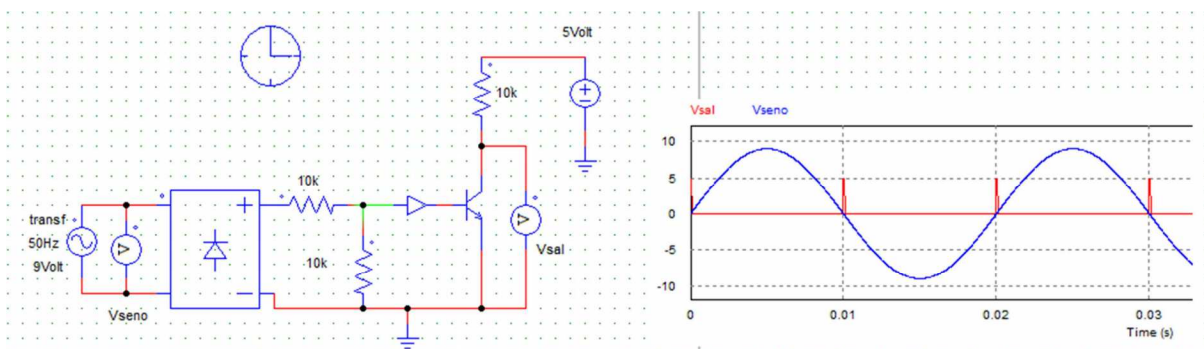 5Volt
10k
10k
transf
50Hz
9Volt
10k
V
V
Vsal
Vseno
Vsal Vseno
10
5
0
-5
-10
0 0.01 0.02 0.03
Time (s)